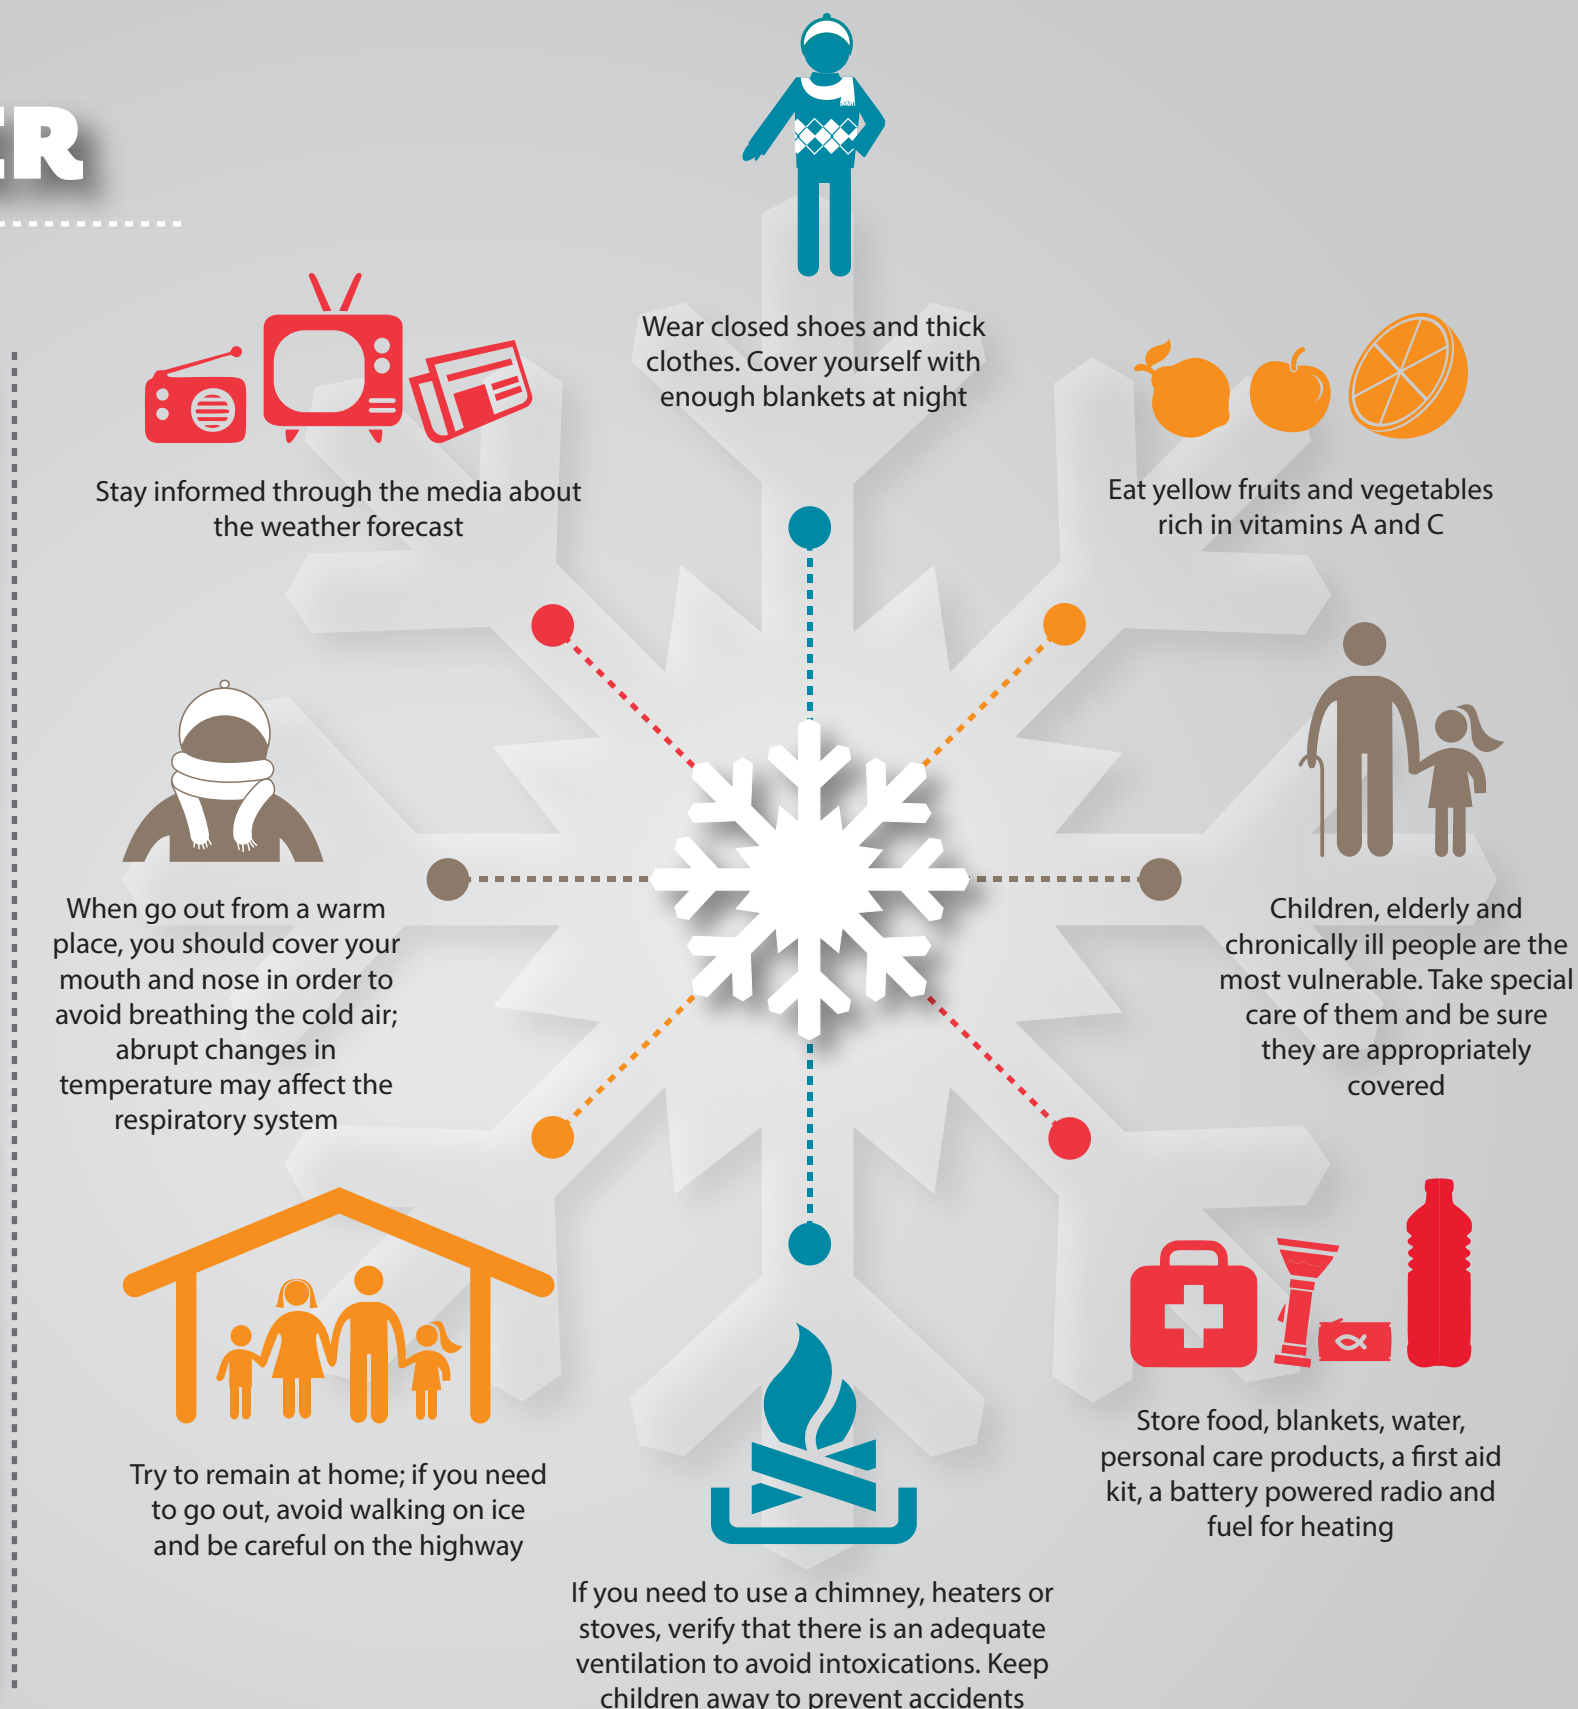 ER
Wear closed shoes and thick
clothes. Cover yourself with
enough blankets at night
Stay informed through the media about
the weather forecast
Eat yellow fruits and vegetables
rich in vitamins A and C
When go out from a warm
place, you should cover your
mouth and nose in order to
avoid breathing the cold air;
abrupt changes in
temperature may affect the
respiratory system
Children, elderly and
chronically ill people are the
most vulnerable. Take special
care of them and be sure
they are appropriately
covered
Try to remain at home; if you need
to go out, avoid walking on ice
and be careful on the highway
Store food, blankets, water,
personal care products, a first aid
kit, a battery powered radio and
fuel for heating
If you need to use a chimney, heaters or
stoves, verify that there is an adequate
ventilation to avoid intoxications. Keep
children away to prevent accidents